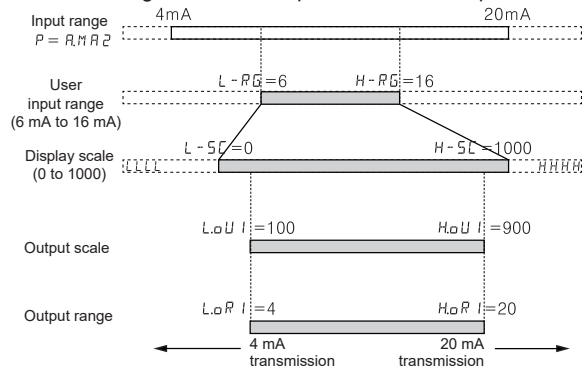 4mA 20mA
Input range
P = A.MA2
L-RG=6 H-RG=16
User
input range
(6 mA to 16 mA)
L-SC=0 H-SC=1000
Display scale
(0 to 1000)
LLLL HHHH
L.oU1=100 H.oU1=900
Output scale
L.oR1=4 H.oR1=20
Output range
4 mA 20 mA
transmission transmission